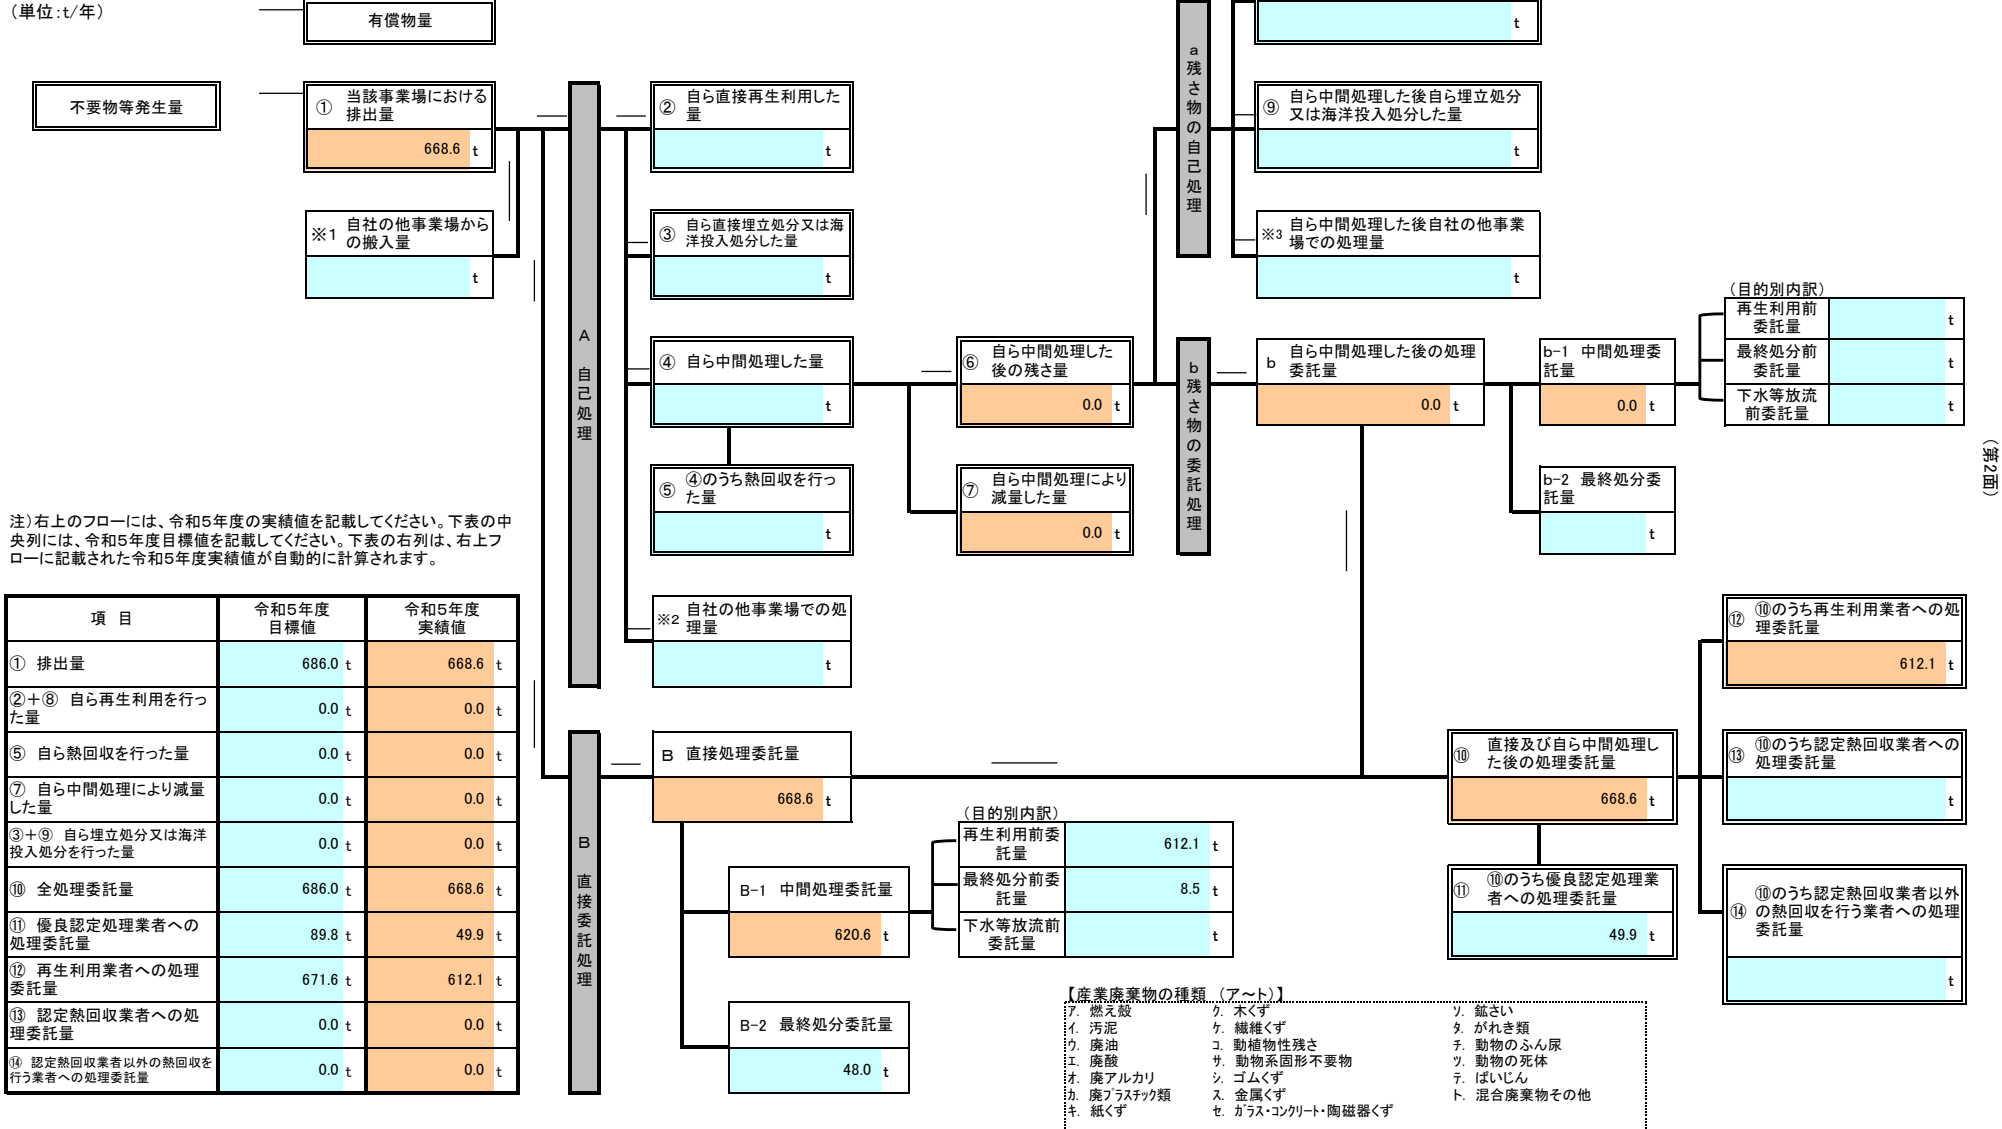 （単位:t/年）
有償物量
t
不要物等発生量
① 当該事業場における
排出量
668.6 t
※1 自社の他事業場から
の搬入量
t
A 自己処理
② 自ら直接再生利用した
量
t
③ 自ら直接埋立処分又は海
洋投入処分した量
t
④ 自ら中間処理した量
t
⑤ ④のうち熱回収を行っ
た量
t
※2 自社の他事業場での処
理量
t
⑥ 自ら中間処理した
後の残さ量
0.0 t
⑦ 自ら中間処理により
減量した量
0.0 t
a 残さ物の自己処理
⑨ 自ら中間処理した後自ら埋立処分
又は海洋投入処分した量
t
※3 自ら中間処理した後自社の他事業
場での処理量
t
b 残さ物の委託処理
b 自ら中間処理した後の処理
委託量
0.0 t
b-1 中間処理委
託量
0.0 t
b-2 最終処分委
託量
t
（目的別内訳）
再生利用前
委託量
t
最終処分前
委託量
t
下水等放流
前委託量
t
（第2面）
注）右上のフローには、令和5年度の実績値を記載してください。下表の中
央列には、令和5年度目標値を記載してください。下表の右列は、右上フ
ローに記載された令和5年度実績値が自動的に計算されます。
項 目 令和5年度
目標値 令和5年度
実績値
① 排出量 686.0 t 668.6 t
②＋⑧ 自ら再生利用を行っ
た量 0.0 t 0.0 t
⑤ 自ら熱回収を行った量 0.0 t 0.0 t
⑦ 自ら中間処理により減量
した量 0.0 t 0.0 t
③＋⑨ 自ら埋立処分又は海洋
投入処分を行った量 0.0 t 0.0 t
⑩ 全処理委託量 686.0 t 668.6 t
⑪ 優良認定処理業者への
処理委託量 89.8 t 49.9 t
⑫ 再生利用業者への処理
委託量 671.6 t 612.1 t
⑬ 認定熱回収業者への処
理委託量 0.0 t 0.0 t
⑭ 認定熱回収業者以外の熱回収を
行う業者への処理委託量 0.0 t 0.0 t
B 直接委託処理
B 直接処理委託量
668.6 t
B-1 中間処理委託量
620.6 t
B-2 最終処分委託量
48.0 t
（目的別内訳）
再生利用前委
託量 612.1 t
最終処分前委
託量 8.5 t
下水等放流前
委託量 t
⑩ 直接及び自ら中間処理し
た後の処理委託量
668.6 t
⑪ ⑩のうち優良認定処理業
者への処理委託量
49.9 t
⑫ ⑩のうち再生利用業者への処
理委託量
612.1 t
⑬ ⑩のうち認定熱回収業者への
処理委託量
t
⑭ ⑩のうち認定熱回収業者以外
の熱回収を行う業者への処理
委託量
t
【産業廃棄物の種類 （ア～ト）】
ア. 燃え殻 ク. 木くず ソ. 鉱さい
イ. 汚泥 ケ. 繊維くず タ. がれき類
ウ. 廃油 コ. 動植物性残さ チ. 動物のふん尿
エ. 廃酸 サ. 動物系固形不要物 ツ. 動物の死体
オ. 廃アルカリ シ. ゴムくず テ. ばいじん
カ. 廃プラスチック類 ス. 金属くず ト. 混合廃棄物その他
キ. 紙くず セ. ガラス・コンクリート・陶磁器くず